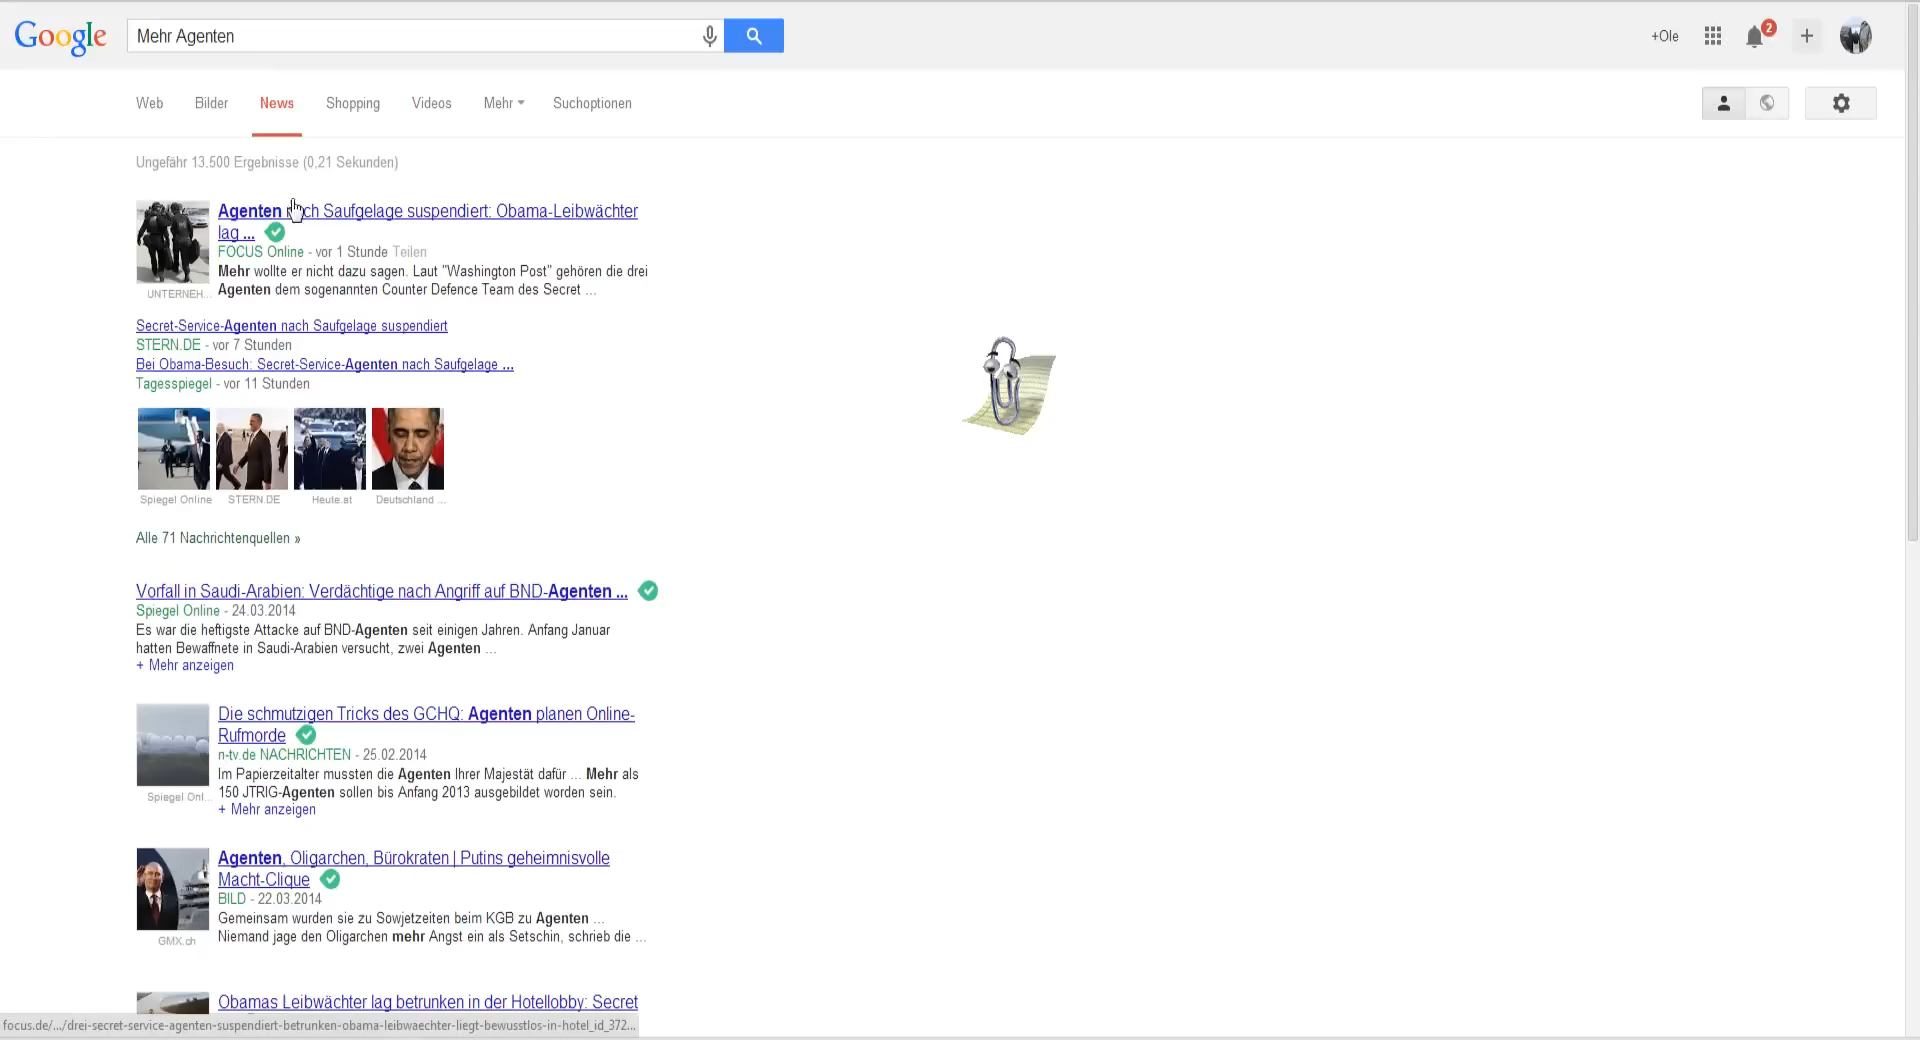 Google
Mehr Agenten
+Ole
2
Web Bilder News Shopping Videos Mehr Suchoptionen
Ungefähr 13.500 Ergebnisse (0,21 Sekunden)
Agenten nach Saufgelage suspendiert: Obama-Leibwächter
lag ...
FOCUS Online - vor 1 Stunde Teilen
Mehr wollte er nicht dazu sagen. Laut "Washington Post" gehören die drei
Agenten dem sogenannten Counter Defence Team des Secret ...
UNTERNEH...
Secret-Service-Agenten nach Saufgelage suspendiert
STERN.DE - vor 7 Stunden
Bei Obama-Besuch: Secret-Service-Agenten nach Saufgelage ...
Tagesspiegel - vor 11 Stunden
Spiegel Online STERN.DE Heute.at Deutschland ...
Alle 71 Nachrichtenquellen »
Vorfall in Saudi-Arabien: Verdächtige nach Angriff auf BND-Agenten ...
Spiegel Online - 24.03.2014
Es war die heftigste Attacke auf BND-Agenten seit einigen Jahren. Anfang Januar
hatten Bewaffnete in Saudi-Arabien versucht, zwei Agenten ...
+ Mehr anzeigen
Die schmutzigen Tricks des GCHQ: Agenten planen Online-
Rufmorde
n-tv.de NACHRICHTEN - 25.02.2014
Im Papierzeitalter mussten die Agenten Ihrer Majestät dafür ... Mehr als
150 JTRIG-Agenten sollen bis Anfang 2013 ausgebildet worden sein.
Spiegel Onl...
+ Mehr anzeigen
Agenten, Oligarchen, Bürokraten | Putins geheimnisvolle
Macht-Clique
BILD - 22.03.2014
Gemeinsam wurden sie zu Sowjetzeiten beim KGB zu Agenten ...
Niemand jage den Oligarchen mehr Angst ein als Setschin, schrieb die ...
GMX.ch
Obamas Leibwächter lag betrunken in der Hotellobby: Secret
focus.de/.../drei-secret-service-agenten-suspendiert-betrunken-obama-leibwaechter-liegt-bewusstlos-in-hotel_id_372...